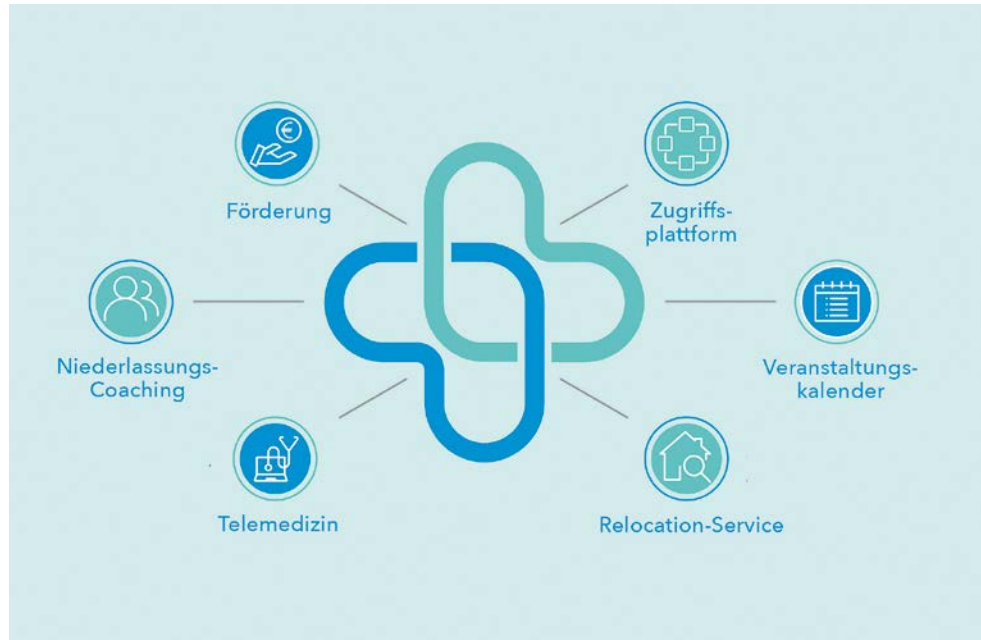 Förderung
Zugriffs-
plattform
Niederlassungs-
Coaching
Veranstaltungs-
kalender
Telemedizin
Relocation-Service